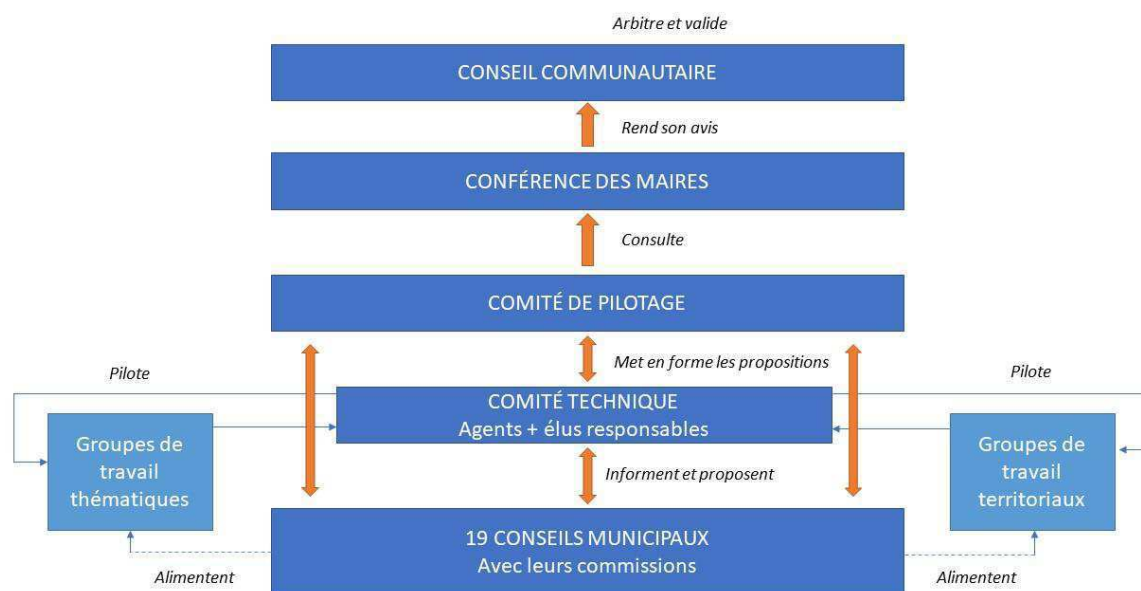 Arbitre et valide
CONSEIL COMMUNAUTAIRE
Rend son avis
CONFÉRENCE DES MAIRES
Consulte
COMITÉ DE PILOTAGE
Met en forme les propositions
Pilote
Pilote
COMITÉ TECHNIQUE
Agents + élus responsables
Groupes de
travail
thématiques
Groupes de
travail
territoriaux
Informent et proposent
19 CONSEILS MUNICIPAUX
Avec leurs commissions
Alimentent
Alimentent